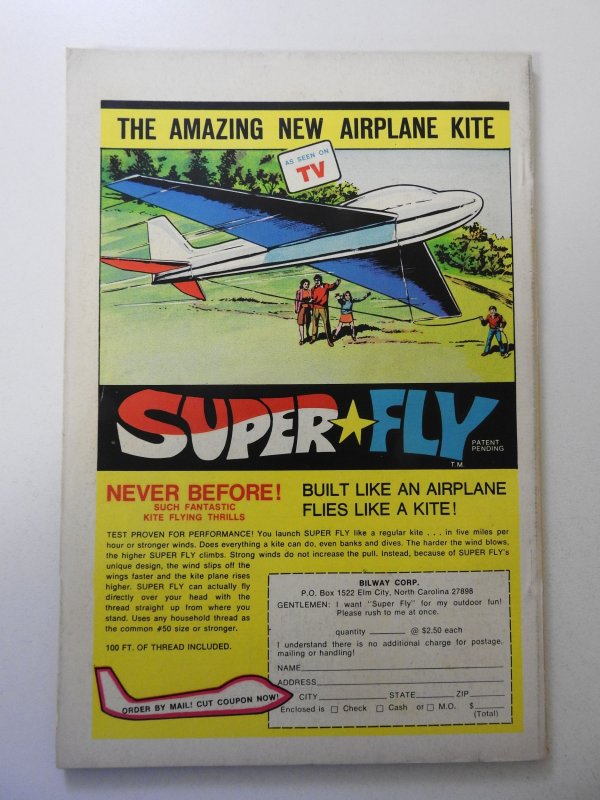 THE AMAZING NEW AIRPLANE KITE
AS SEEN ON
TV
SUPER FLY
PATENT
PENDING
T.M.
NEVER BEFORE!
SUCH FANTASTIC
KITE FLYING THRILLS
BUILT LIKE AN AIRPLANE
FLIES LIKE A KITE!
TEST PROVEN FOR PERFORMANCE! You launch SUPER FLY like a regular kite . . . in five miles per
hour or stronger winds. Does everything a kite can do, even banks and dives. The harder the wind blows,
the higher SUPER FLY climbs. Strong winds do not increase the pull. Instead, because of SUPER FLY's
unique design, the wind slips off the
wings faster and the kite plane rises
higher. SUPER FLY can actually fly
directly over your head with the
thread straight up from where you
stand. Uses any household thread as
the common #50 size or stronger.
100 FT. OF THREAD INCLUDED.
ORDER BY MAIL! CUT COUPON NOW!
BILWAY CORP.
P.O. Box 1522 Elm City, North Carolina 27898
GENTLEMEN: I want "Super Fly" for my outdoor fun!
Please rush to me at once.
quantity ______ @ $2.50 each
I understand there is no additional charge for postage,
mailing or handling!
NAME
ADDRESS
CITY STATE ZIP
Enclosed is □ Check □ Cash or □ M.O. $
(Total)